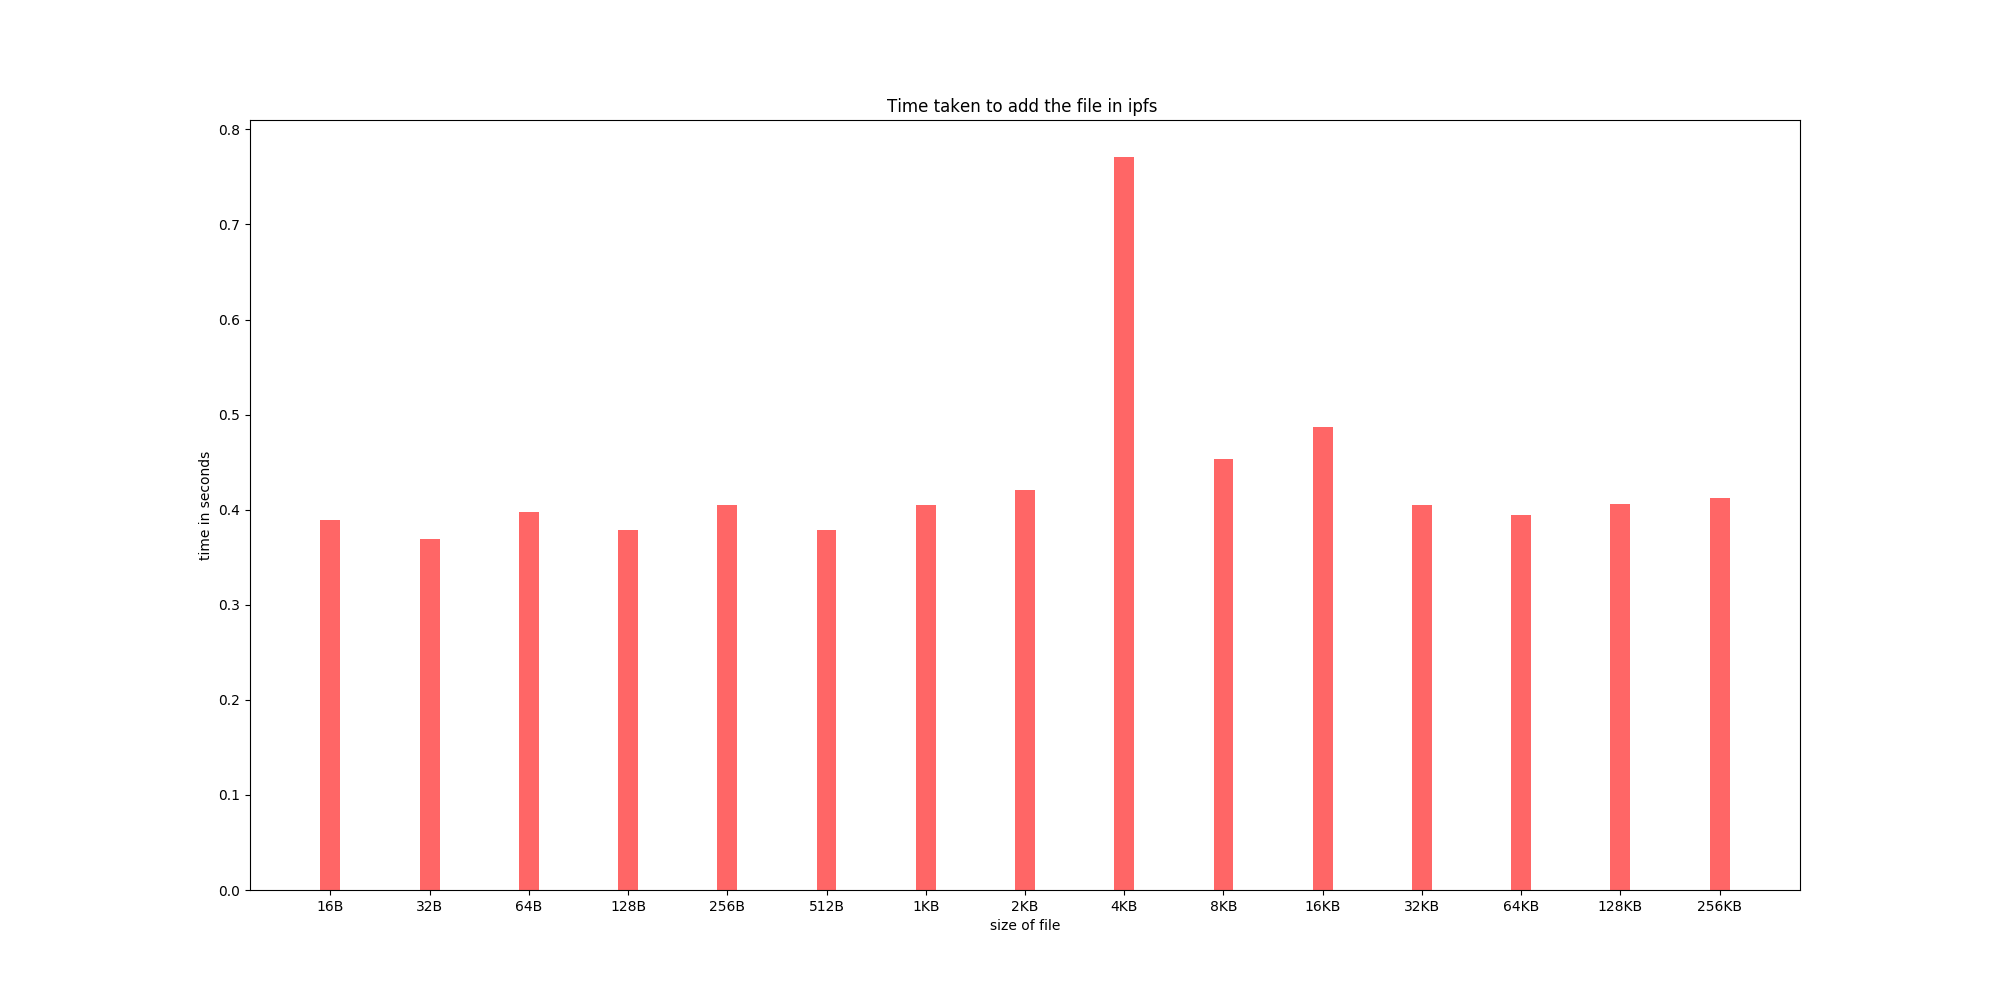 Time taken to add the file in ipfs
0.8
0.7
0.6
0.5
0.4
0.3
0.2
0.1
0.0
time in seconds
16B 32B 64B 128B 256B 512B 1KB 2KB 4KB 8KB 16KB 32KB 64KB 128KB 256KB
size of file